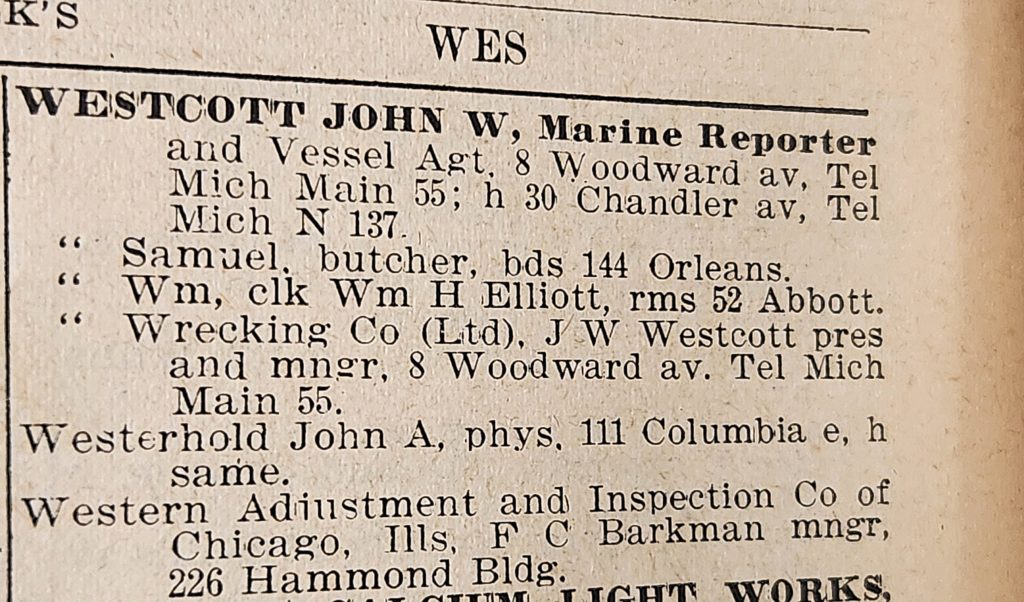 K'S
WES
WESTCOTT JOHN W, Marine Reporter
and Vessel Agt. 8 Woodward av, Tel
Mich Main 55; h 30 Chandler av, Tel
Mich N 137.
“ Samuel, butcher, bds 144 Orleans.
“ Wm, clk Wm H Elliott, rms 52 Abbott.
“ Wrecking Co (Ltd), J W Westcott pres
and mngr, 8 Woodward av. Tel Mich
Main 55.
Westerhold John A, phys, 111 Columbia e, h
same.
Western Adjustment and Inspection Co of
Chicago, Ills, F C Barkman mngr,
226 Hammond Bldg.
CALCIUM LIGHT WORKS,